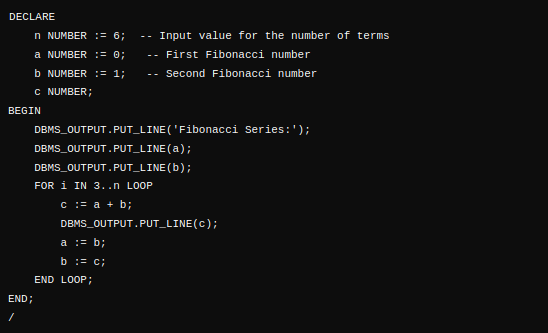 DECLARE
    n NUMBER := 6;  -- Input value for the number of terms
    a NUMBER := 0;   -- First Fibonacci number
    b NUMBER := 1;   -- Second Fibonacci number
    c NUMBER;
BEGIN
    DBMS_OUTPUT.PUT_LINE('Fibonacci Series:');
    DBMS_OUTPUT.PUT_LINE(a);
    DBMS_OUTPUT.PUT_LINE(b);
    FOR i IN 3..n LOOP
        c := a + b;
        DBMS_OUTPUT.PUT_LINE(c);
        a := b;
        b := c;
    END LOOP;
END;
/